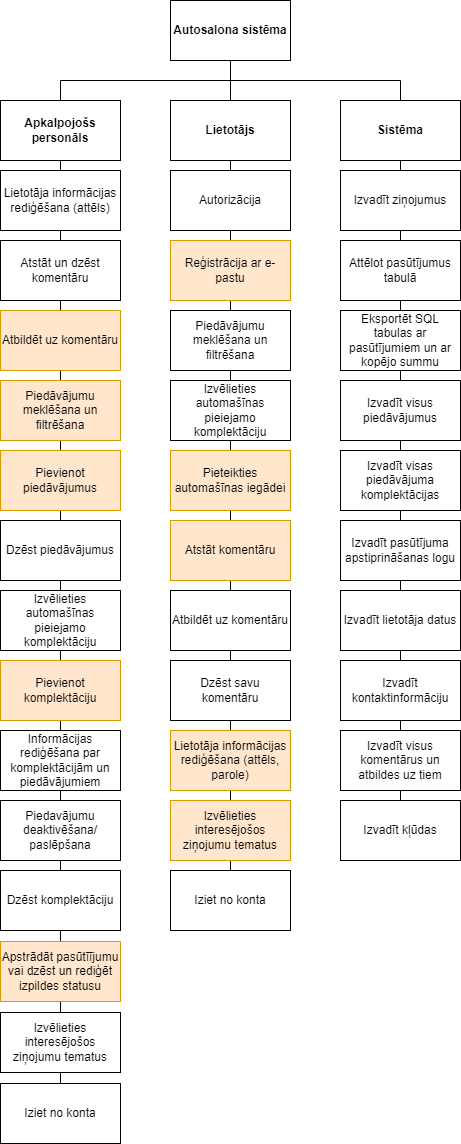 Autosalona sistēma
Apkalpojošs
personāls
Lietotāja informācijas
rediģēšana (attēls)
Atstāt un dzēst
komentāru
Atbildēt uz komentāru
Piedāvājumu
meklēšana un
filtrēšana
Pievienot
piedāvājumus
Dzēst piedāvājumus
Izvēlieties
automašīnas
pieiejamo
komplektāciju
Pievienot
komplektāciju
Informācijas
rediģēšana par
komplektācijām un
piedāvājumiem
Piedavājumu
deaktivēšana/
paslēpšana
Dzēst komplektāciju
Apstrādāt pasūtīijumu
vai dzēst un rediģēt
izpildes statusu
Izvēlieties
interesējošos
ziņojumu tematus
Iziet no konta
Lietotājs
Autorizācija
Reģistrācija ar e-
pastu
Piedāvājumu
meklēšana un
filtrēšana
Izvēlieties
automašīnas
pieiejamo
komplektāciju
Pieteikties
automašīnas iegādei
Atstāt komentāru
Atbildēt uz komentāru
Dzēst savu
komentāru
Lietotāja informācijas
rediģēšana (attēls,
parole)
Izvēlieties
interesējošos
ziņojumu tematus
Iziet no konta
Sistēma
Izvadīt ziņojumus
Attēlot pasūtījumus
tabulā
Eksportēt SQL
tabulas ar
pasūtījumiem un ar
kopējo summu
Izvadīt visus
piedāvājumus
Izvadīt visas
piedāvājuma
komplektācijas
Izvadīt pasūtījuma
apstiprināšanas logu
Izvadīt lietotāja datus
Izvadīt
kontaktinformāciju
Izvadīt visus
komentārus un
atbildes uz tiem
Izvadīt kļūdas